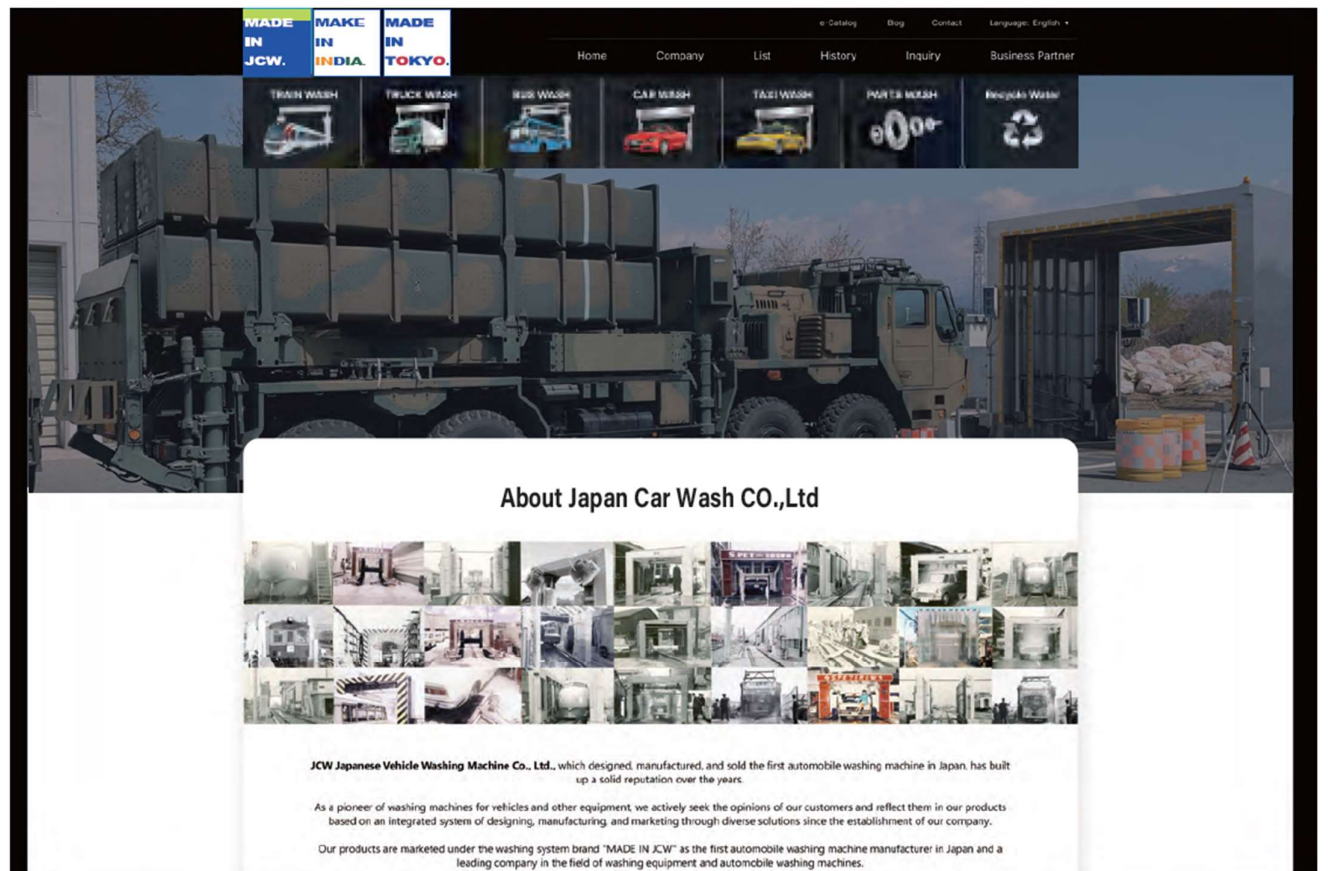 MADE
IN
JCW.
MAKE
IN
INDIA.
MADE
IN
TOKYO.
e-Catalog Blog Contact Language: English
Home Company List History Inquiry Business Partner
TRAIN WASH
TRUCK WASH
BUS WASH
CAR WASH
TAXI WASH
PARTS WASH
Recycle Water
About Japan Car Wash CO.,Ltd
JCW Japanese Vehicle Washing Machine Co., Ltd., which designed, manufactured, and sold the first automobile washing machine in Japan, has built
up a solid reputation over the years.
As a pioneer of washing machines for vehicles and other equipment, we actively seek the opinions of our customers and reflect them in our products
based on an integrated system of designing, manufacturing, and marketing through diverse solutions since the establishment of our company.
Our products are marketed under the washing system brand "MADE IN JCW" as the first automobile washing machine manufacturer in Japan and a
leading company in the field of washing equipment and automobile washing machines.